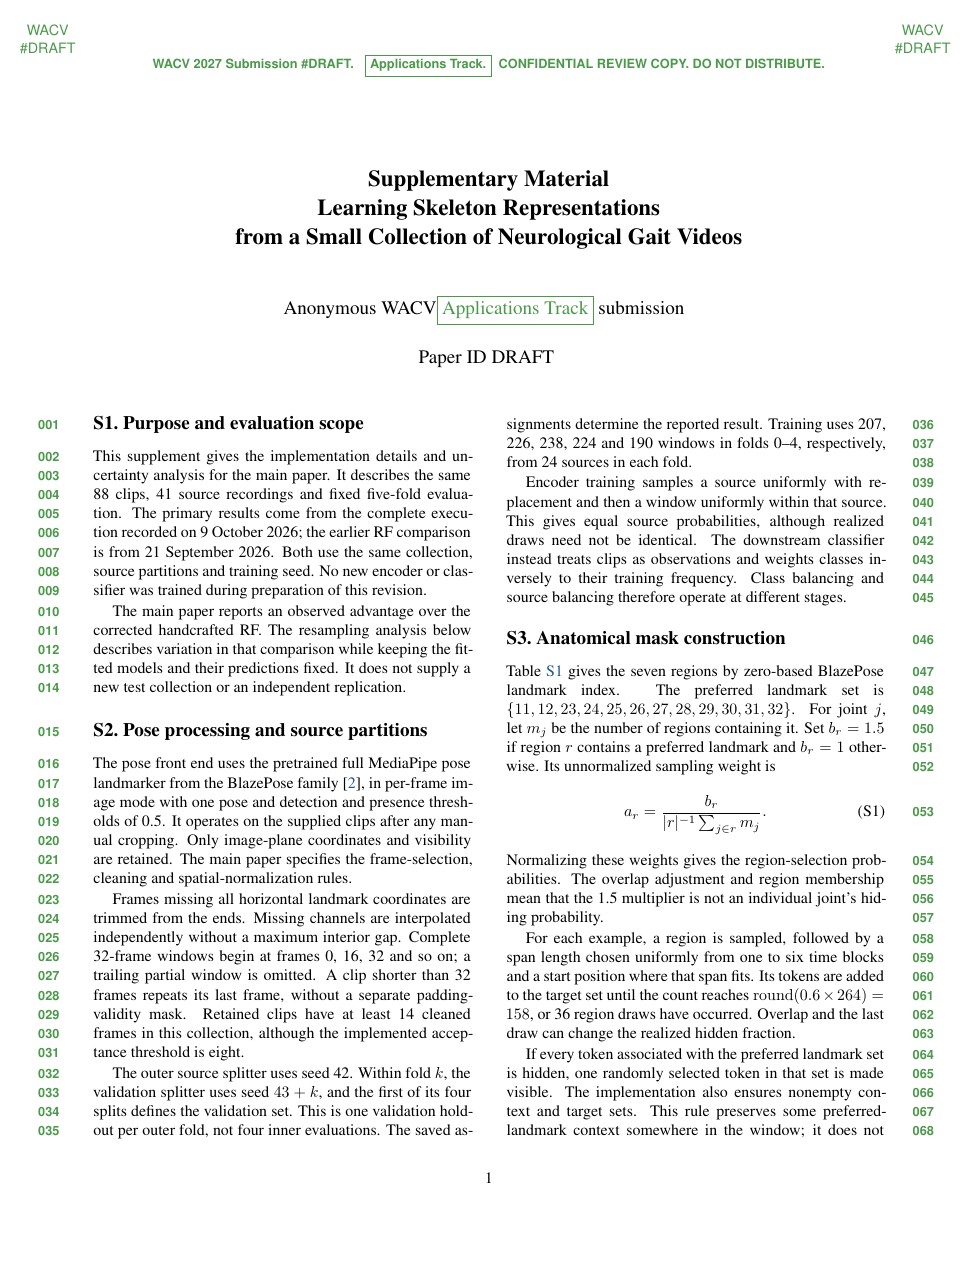 WACV
#DRAFT
WACV
#DRAFT
WACV 2027 Submission #DRAFT. Applications Track. CONFIDENTIAL REVIEW COPY. DO NOT DISTRIBUTE.
Supplementary Material
Learning Skeleton Representations
from a Small Collection of Neurological Gait Videos
Anonymous WACV Applications Track submission
Paper ID DRAFT
001 S1. Purpose and evaluation scope
002 This supplement gives the implementation details and un-
003 certainty analysis for the main paper. It describes the same
004 88 clips, 41 source recordings and fixed five-fold evalua-
005 tion. The primary results come from the complete execu-
006 tion recorded on 9 October 2026; the earlier RF comparison
007 is from 21 September 2026. Both use the same collection,
008 source partitions and training seed. No new encoder or clas-
009 sifier was trained during preparation of this revision.
010 The main paper reports an observed advantage over the
011 corrected handcrafted RF. The resampling analysis below
012 describes variation in that comparison while keeping the fit-
013 ted models and their predictions fixed. It does not supply a
014 new test collection or an independent replication.
015 S2. Pose processing and source partitions
016 The pose front end uses the pretrained full MediaPipe pose
017 landmarker from the BlazePose family [2], in per-frame im-
018 age mode with one pose and detection and presence thresh-
019 olds of 0.5. It operates on the supplied clips after any man-
020 ual cropping. Only image-plane coordinates and visibility
021 are retained. The main paper specifies the frame-selection,
022 cleaning and spatial-normalization rules.
023 Frames missing all horizontal landmark coordinates are
024 trimmed from the ends. Missing channels are interpolated
025 independently without a maximum interior gap. Complete
026 32-frame windows begin at frames 0, 16, 32 and so on; a
027 trailing partial window is omitted. A clip shorter than 32
028 frames repeats its last frame, without a separate padding-
029 validity mask. Retained clips have at least 14 cleaned
030 frames in this collection, although the implemented accep-
031 tance threshold is eight.
032 The outer source splitter uses seed 42. Within fold k, the
033 validation splitter uses seed 43 + k, and the first of its four
034 splits defines the validation set. This is one validation hold-
035 out per outer fold, not four inner evaluations. The saved as-
signments determine the reported result. Training uses 207, 036
226, 238, 224 and 190 windows in folds 0–4, respectively, 037
from 24 sources in each fold. 038
Encoder training samples a source uniformly with re- 039
placement and then a window uniformly within that source. 040
This gives equal source probabilities, although realized 041
draws need not be identical. The downstream classifier 042
instead treats clips as observations and weights classes in- 043
versely to their training frequency. Class balancing and 044
source balancing therefore operate at different stages. 045
S3. Anatomical mask construction 046
Table S1 gives the seven regions by zero-based BlazePose 047
landmark index. The preferred landmark set is 048
{11, 12, 23, 24, 25, 26, 27, 28, 29, 30, 31, 32}. For joint j, 049
let m_j be the number of regions containing it. Set b_r = 1.5 050
if region r contains a preferred landmark and b_r = 1 other- 051
wise. Its unnormalized sampling weight is 052
a_r = b_r / (|r|^{−1} ∑_{j∈r} m_j). (S1) 053
Normalizing these weights gives the region-selection prob- 054
abilities. The overlap adjustment and region membership 055
mean that the 1.5 multiplier is not an individual joint's hid- 056
ing probability. 057
For each example, a region is sampled, followed by a 058
span length chosen uniformly from one to six time blocks 059
and a start position where that span fits. Its tokens are added 060
to the target set until the count reaches round(0.6 × 264) = 061
158, or 36 region draws have occurred. Overlap and the last 062
draw can change the realized hidden fraction. 063
If every token associated with the preferred landmark set 064
is hidden, one randomly selected token in that set is made 065
visible. The implementation also ensures nonempty con- 066
text and target sets. This rule preserves some preferred- 067
landmark context somewhere in the window; it does not 068
1